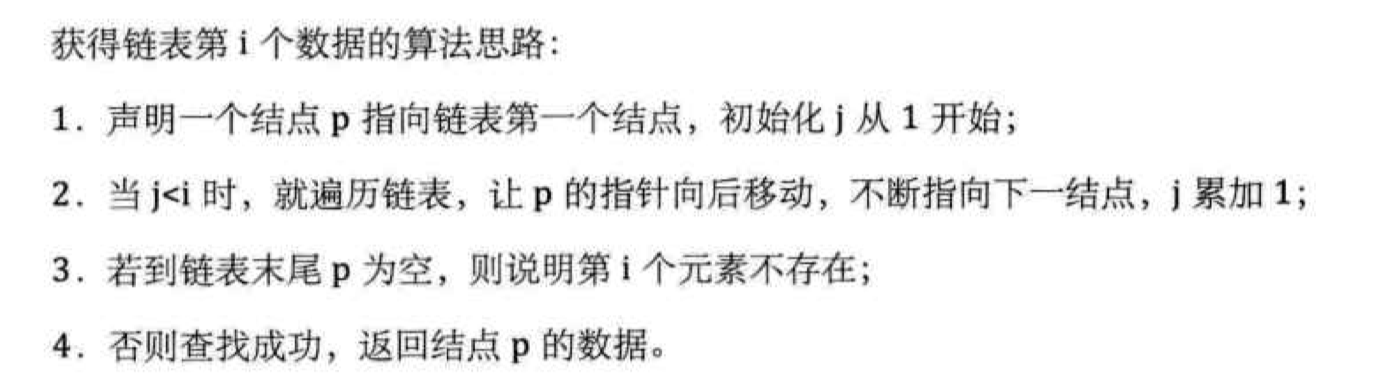 获得链表第 i 个数据的算法思路：
1. 声明一个结点 p 指向链表第一个结点，初始化 j 从 1 开始；
2. 当 j<i 时，就遍历链表，让 p 的指针向后移动，不断指向下一结点，j 累加 1；
3. 若到链表末尾 p 为空，则说明第 i 个元素不存在；
4. 否则查找成功，返回结点 p 的数据。